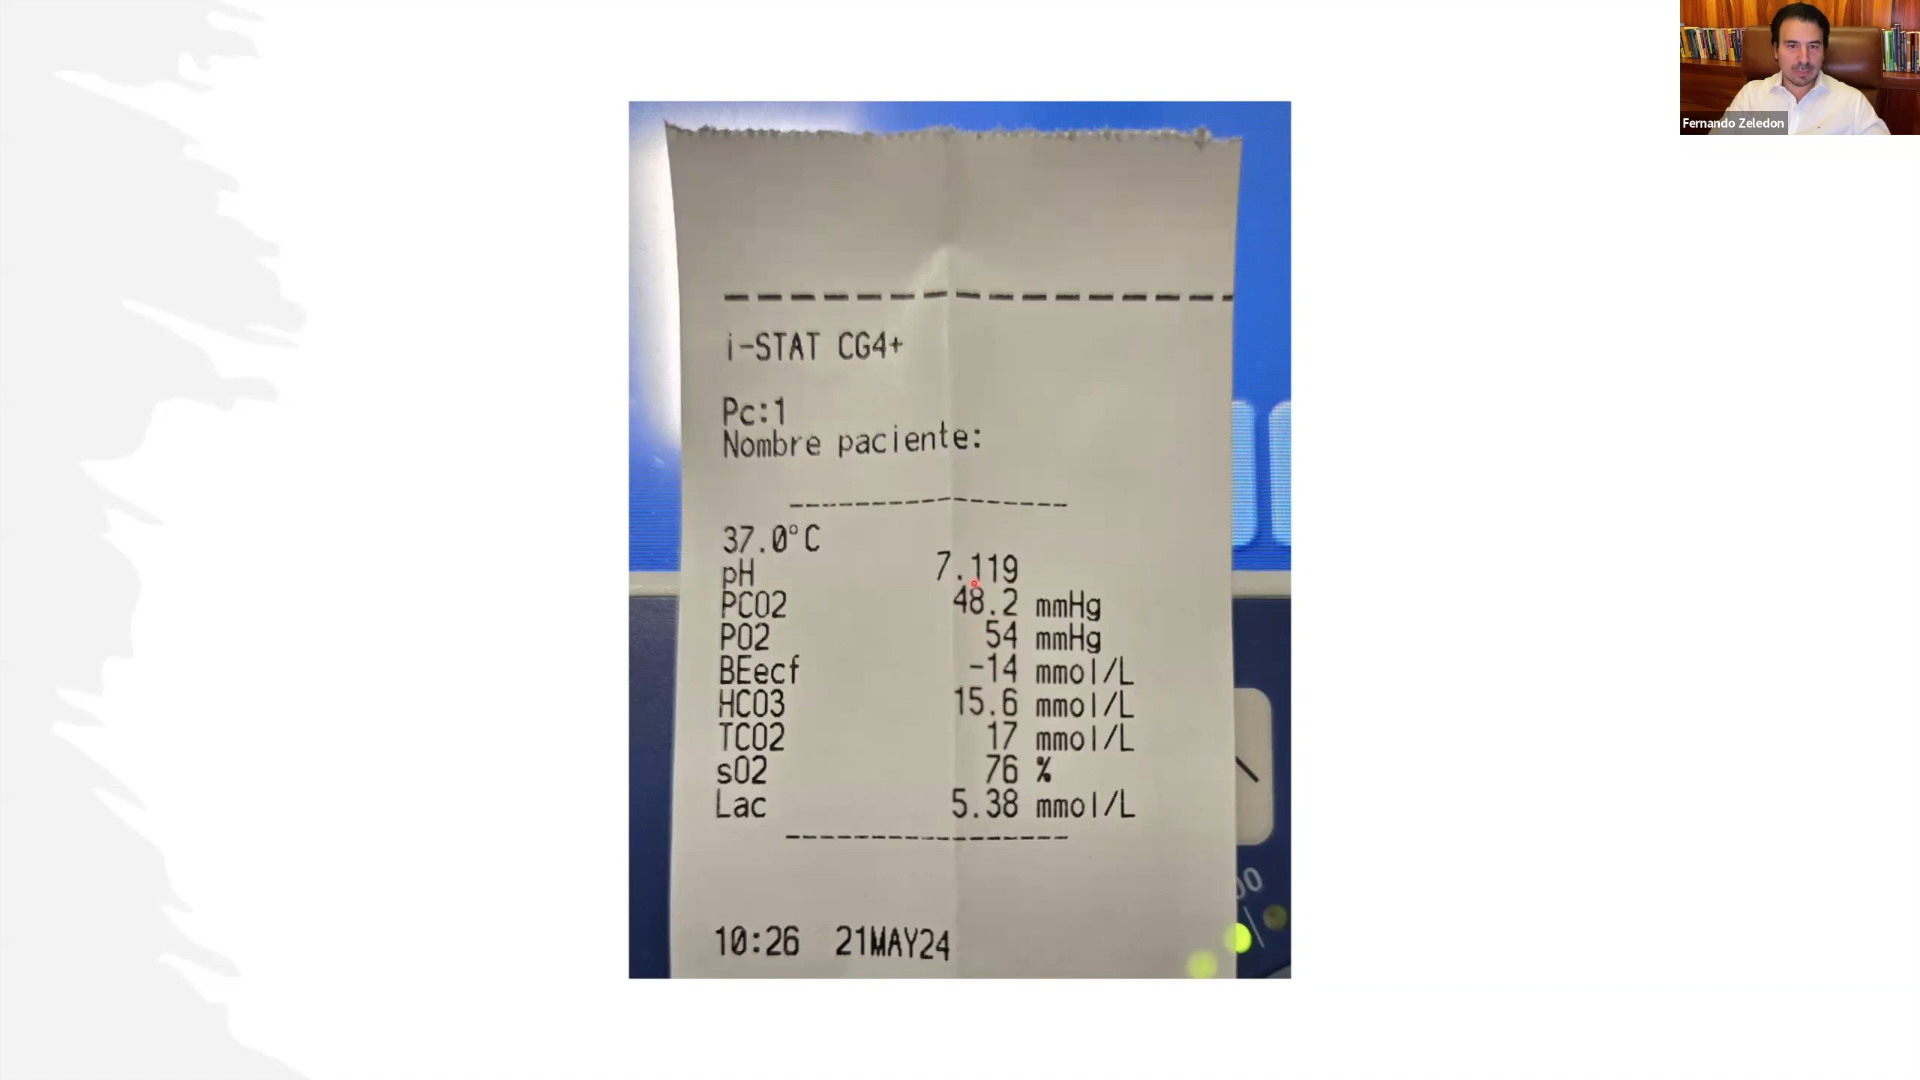 i-STAT CG4+
Pc:1
Nombre paciente:
37.0°C
pH 7.119
PCO2 48.2 mmHg
PO2 54 mmHg
BEecf -14 mmol/L
HCO3 15.6 mmol/L
TCO2 17 mmol/L
sO2 76 %
Lac 5.38 mmol/L
10:26 21MAY24
Fernando Zeledon